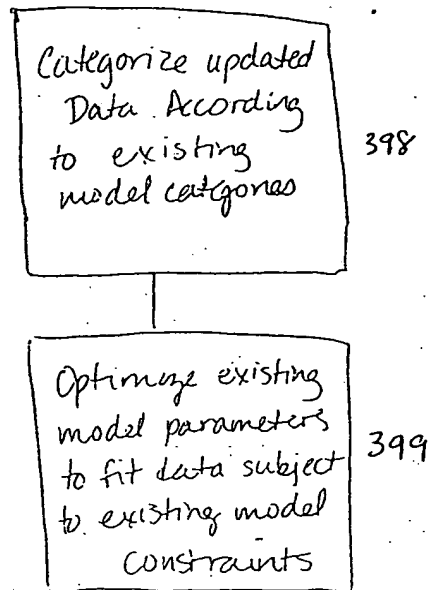 Categorize updated
Data According
to existing
model categories
398
Optimize existing
model parameters
to fit data subject
to existing model
constraints
399